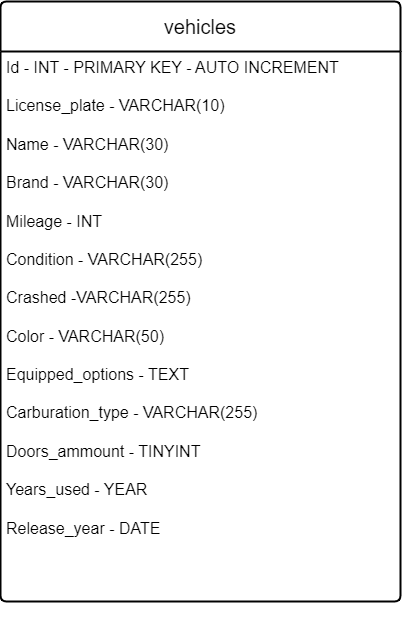 vehicles
Id - INT - PRIMARY KEY - AUTO INCREMENT
License_plate - VARCHAR(10)
Name - VARCHAR(30)
Brand - VARCHAR(30)
Mileage - INT
Condition - VARCHAR(255)
Crashed -VARCHAR(255)
Color - VARCHAR(50)
Equipped_options - TEXT
Carburation_type - VARCHAR(255)
Doors_ammount - TINYINT
Years_used - YEAR
Release_year - DATE